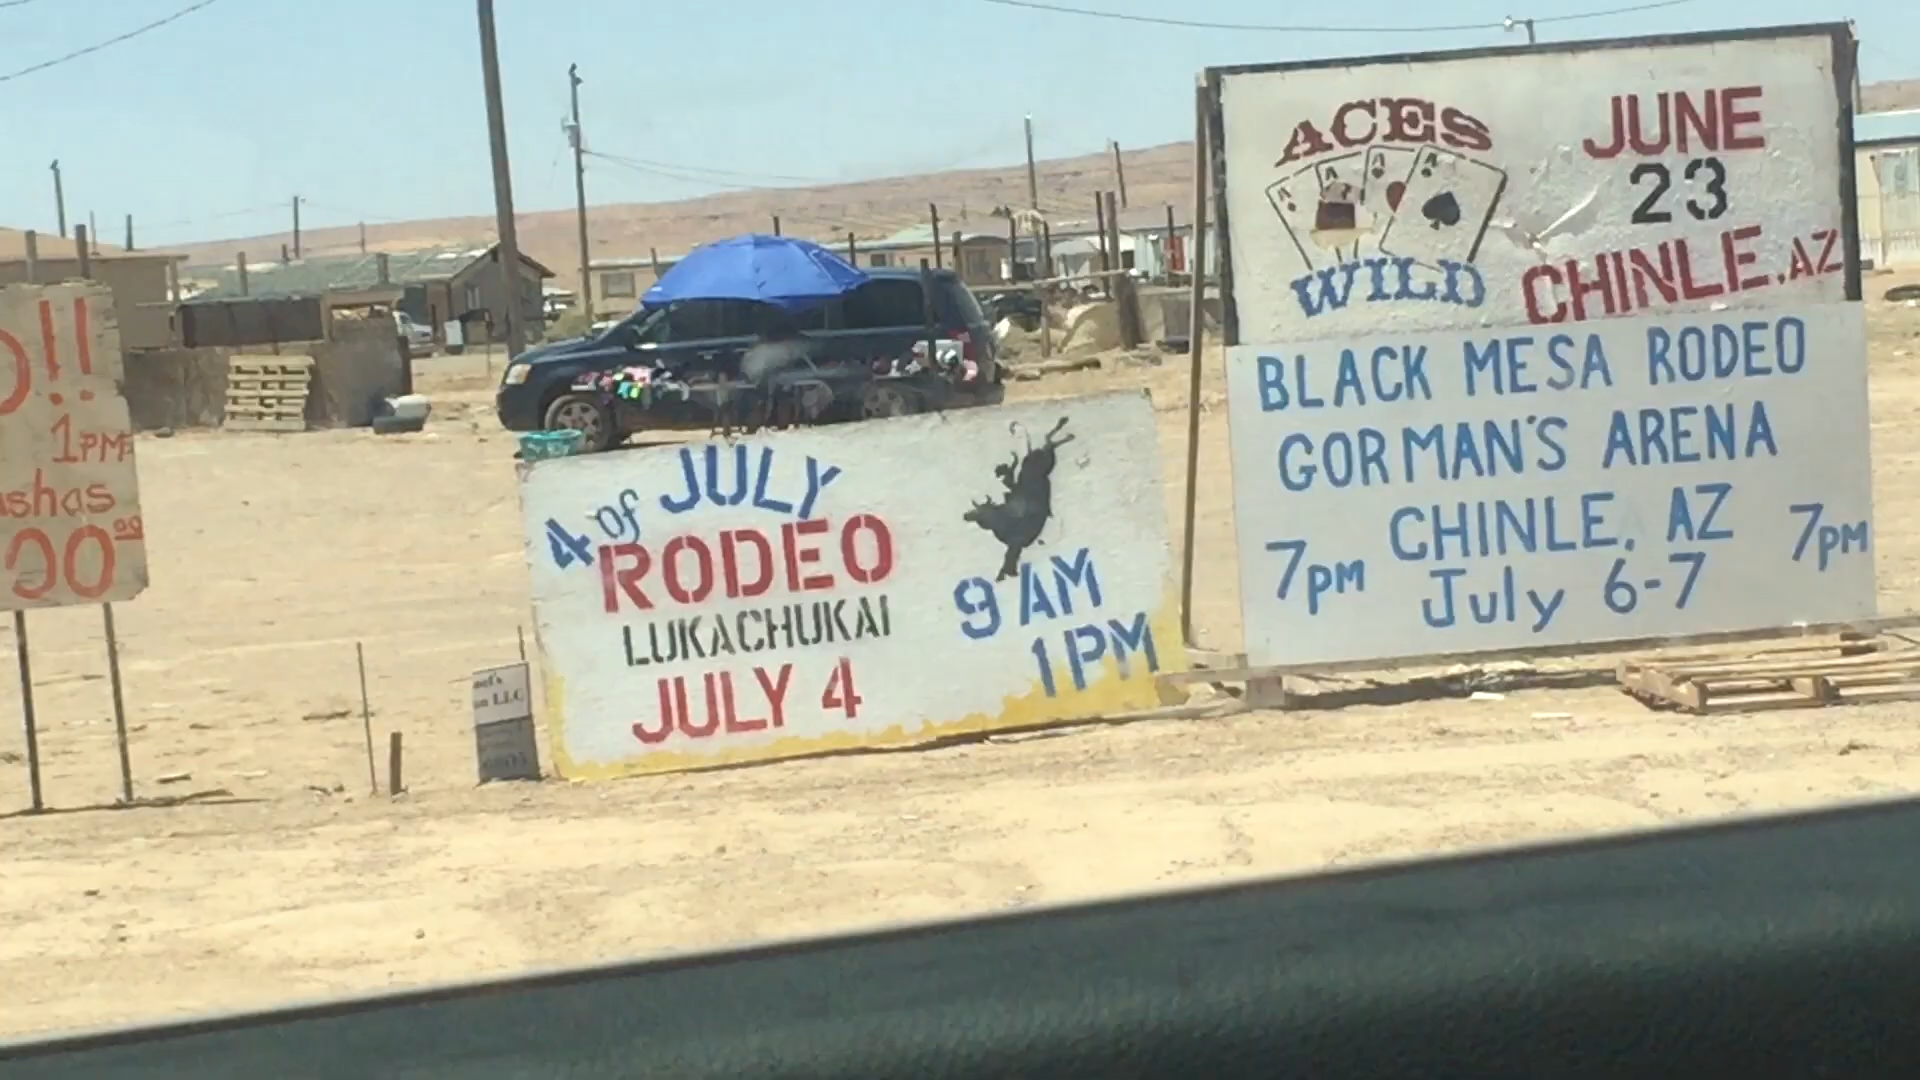 !!
1PM
00
4 of JULY
RODEO
LUKACHUKAI
JULY 4
9 AM
1PM
LLC
ACES
WILD
JUNE
23
CHINLE, AZ
BLACK MESA RODEO
GORMAN'S ARENA
CHINLE, AZ
7pm July 6-7 7pm